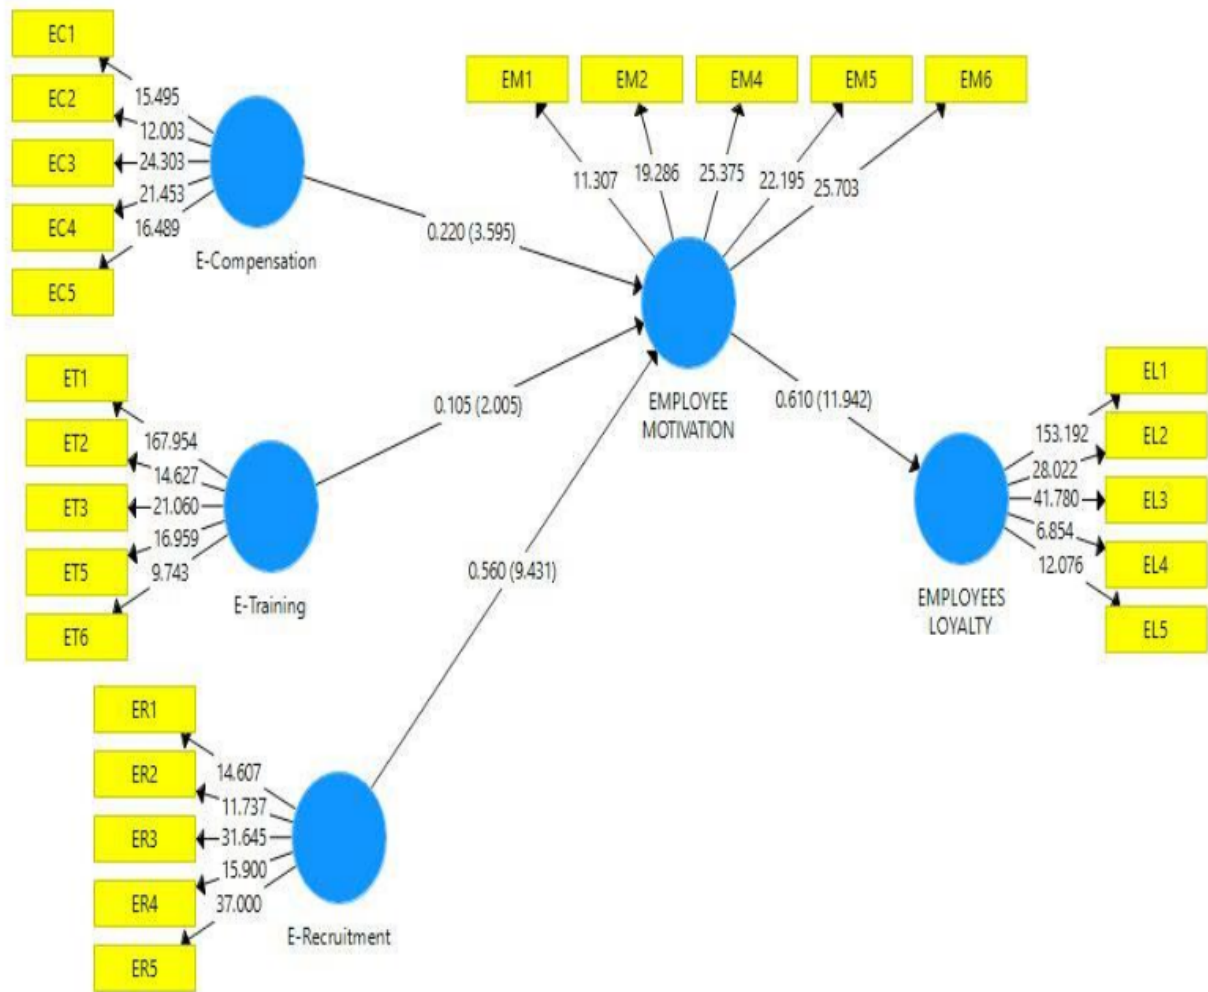 EC1
EC2
EC3
EC4
EC5
15.495
12.003
24.303
21.453
16.489
E-Compensation
0.220 (3.595)
EM1
EM2
EM4
EM5
EM6
11.307
19.286
25.375
22.195
25.703
EMPLOYEE
MOTIVATION
ET1
ET2
ET3
ET5
ET6
167.954
14.627
21.060
16.959
9.743
E-Training
0.105 (2.005)
0.610 (11.942)
EL1
EL2
EL3
EL4
EL5
153.192
28.022
41.780
6.854
12.076
EMPLOYEES
LOYALTY
0.560 (9.431)
ER1
ER2
ER3
ER4
ER5
14.607
11.737
31.645
15.900
37.000
E-Recruitment